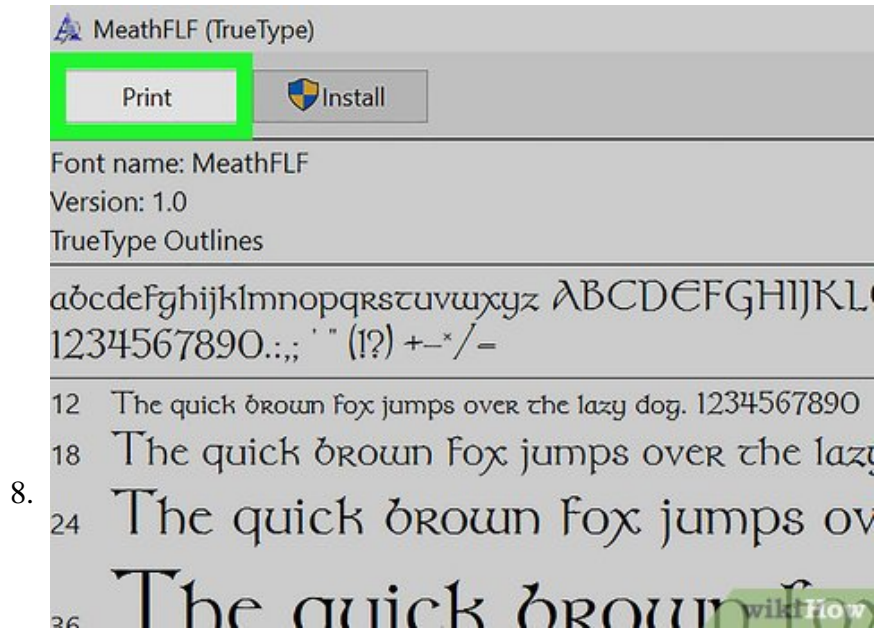 MeathFLF (TrueType)
Print Install
Font name: MeathFLF
Version: 1.0
TrueType Outlines
abcdefghijklmnopqrstuvwxyz ABCDEFGHIJKL
1234567890.:,; ' " (!?) +-*/=
12 The quick brown fox jumps over the lazy dog. 1234567890
18 The quick brown fox jumps over the lazy
8.
24 The quick brown fox jumps ov
36 The quick brown fox
wikiHow